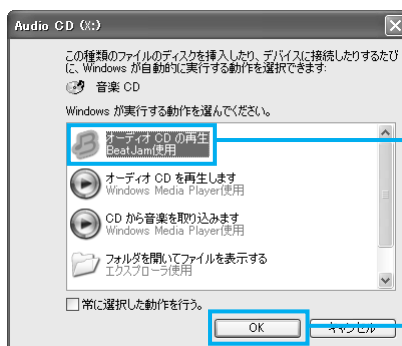 Audio CD (X:)
この種類のファイルのディスクを挿入したり、デバイスに接続したりするたび
に、Windows が自動的に実行する動作を選択できます:
音楽 CD
Windows が実行する動作を選んでください。
オーディオ CD の再生
BeatJam使用
オーディオ CD を再生します
Windows Media Player使用
CD から音楽を取り込みます
Windows Media Player使用
フォルダを開いてファイルを表示する
エクスプローラ使用
常に選択した動作を行う。
OK
キャンセル